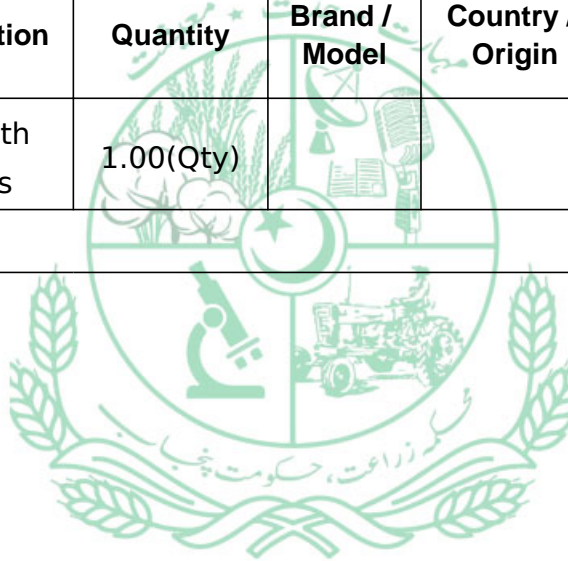 tion Quantity Brand / Model Country / Origin
th
s
1.00(Qty)
محکمہ زراعت، حکومت پنجاب